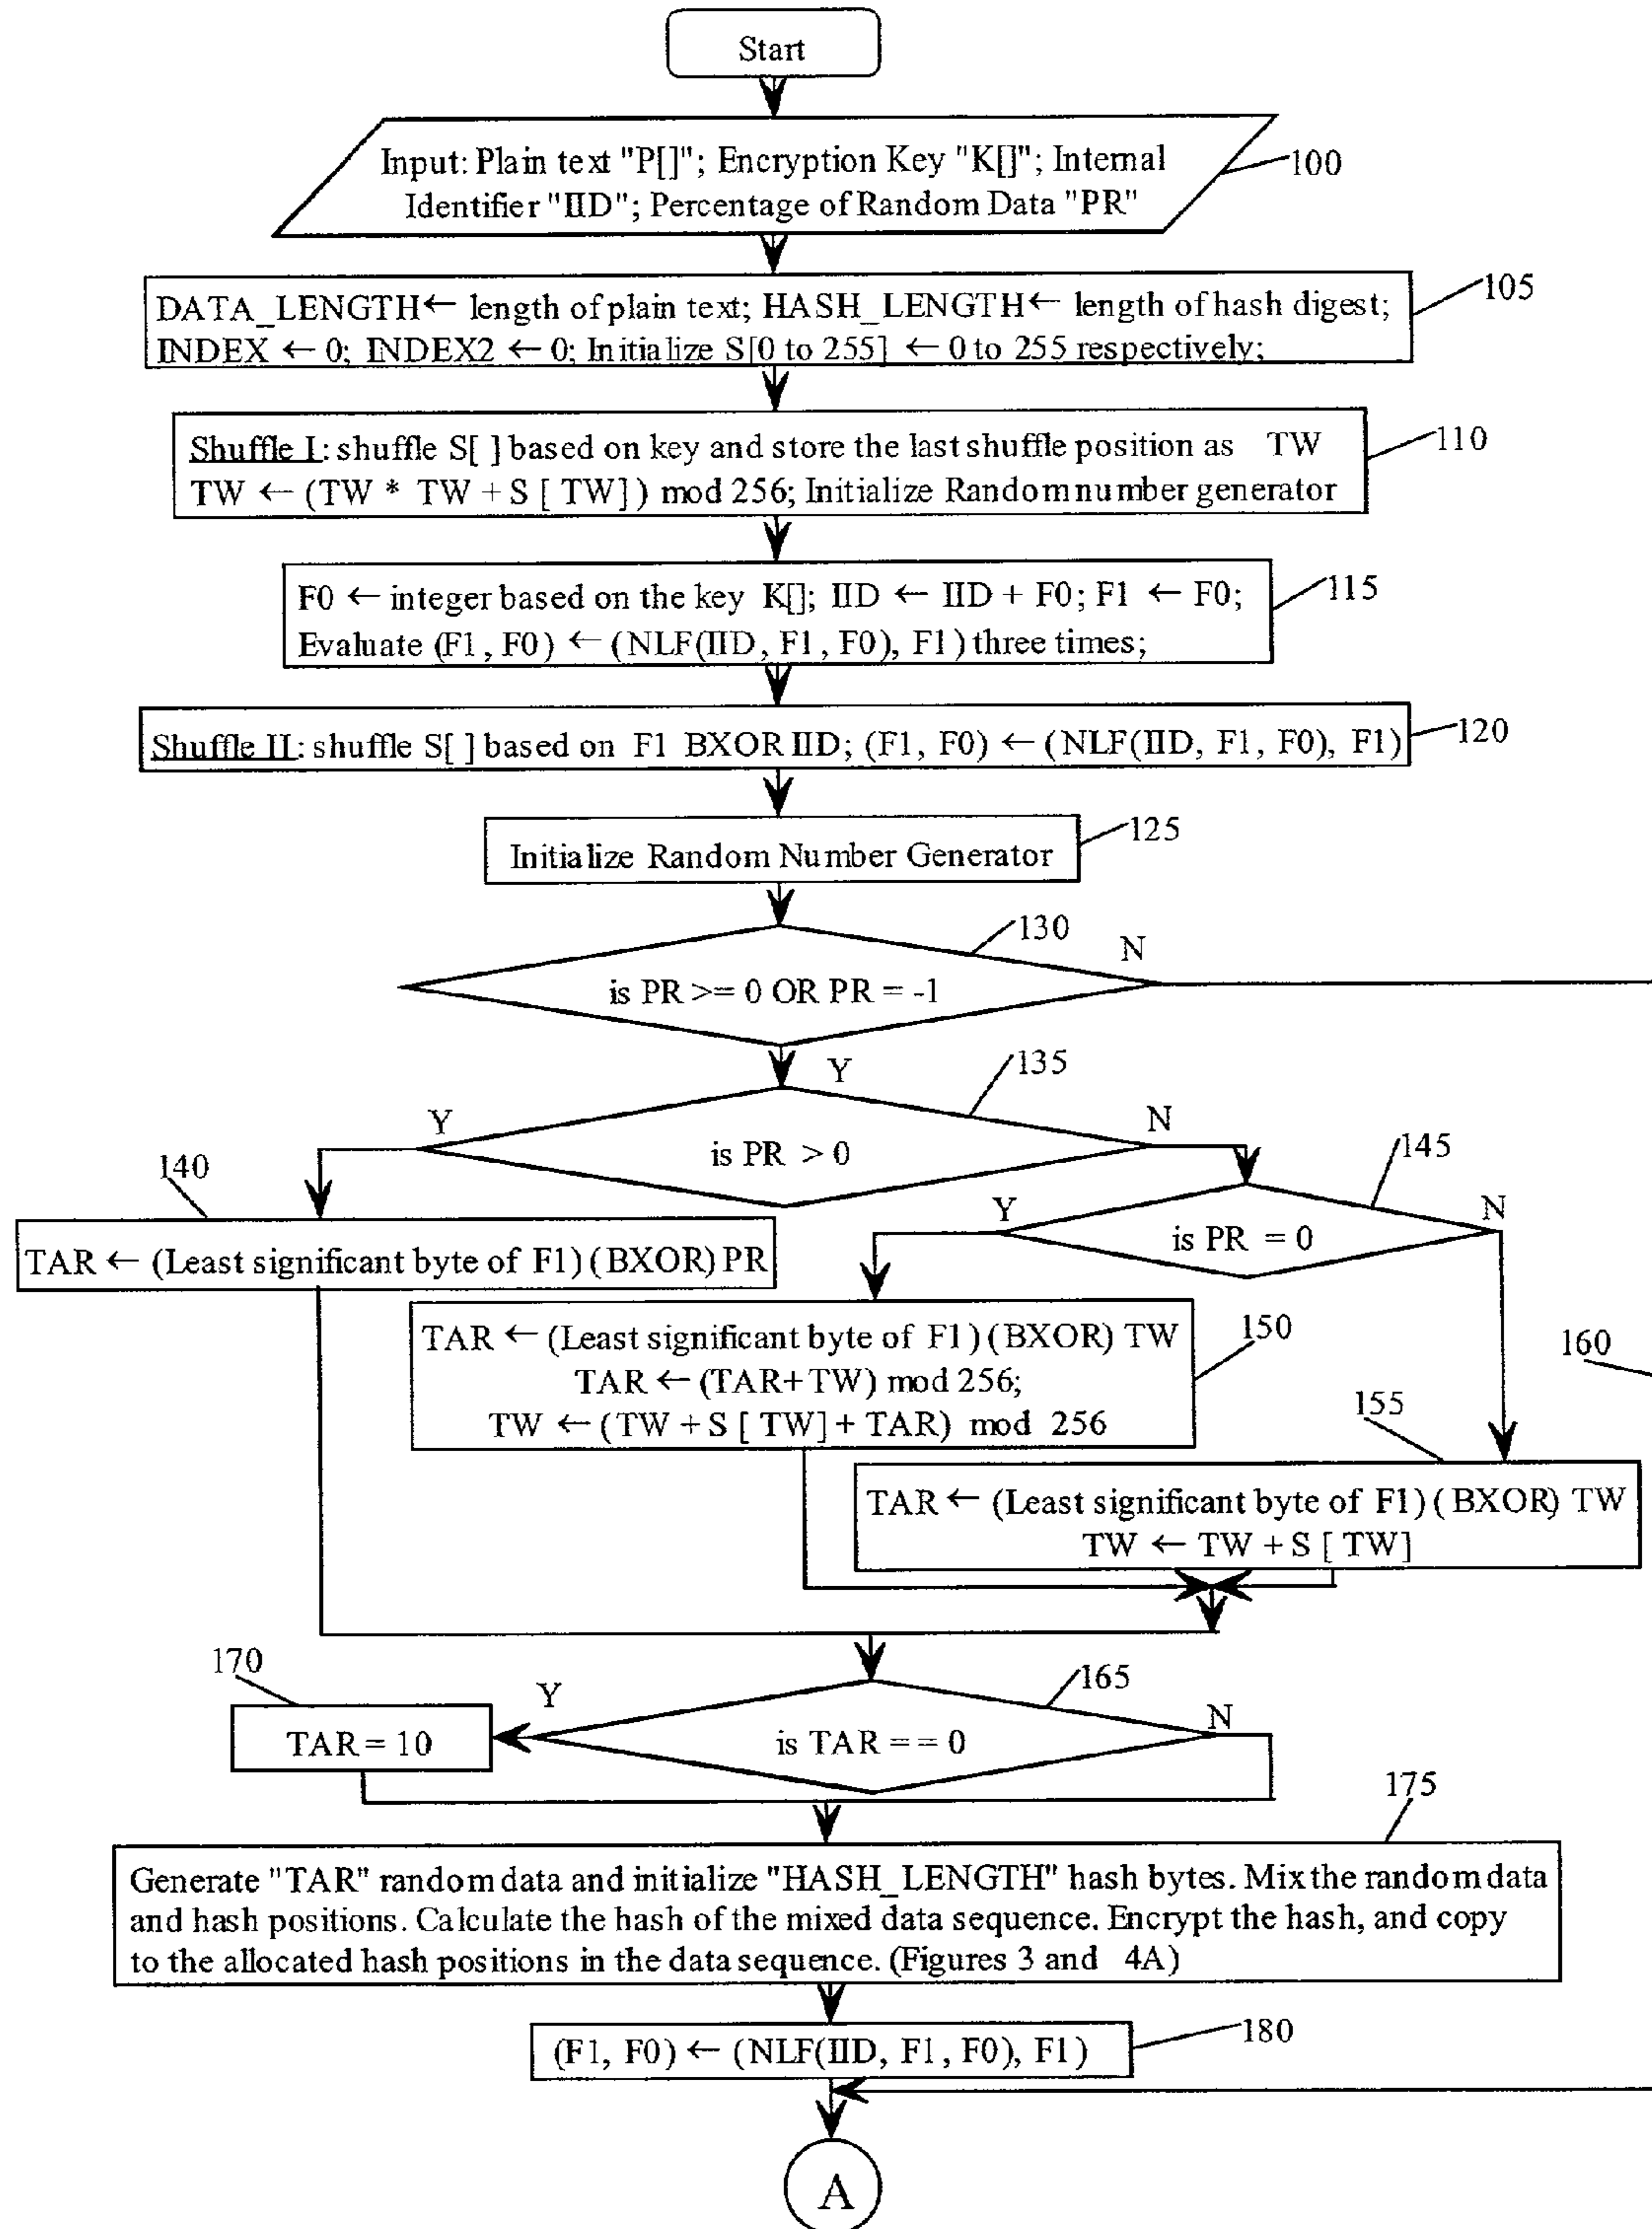 Start
Input: Plain text "P[]"; Encryption Key "K[]"; Internal
Identifier "IID"; Percentage of Random Data "PR"
100
DATA_LENGTH← length of plain text; HASH_LENGTH← length of hash digest;
INDEX ← 0; INDEX2 ← 0; Initialize S[0 to 255] ← 0 to 255 respectively;
105
Shuffle I: shuffle S[ ] based on key and store the last shuffle position as TW
TW ← (TW * TW + S [ TW]) mod 256; Initialize Random number generator
110
F0 ← integer based on the key K[]; IID ← IID + F0; F1 ← F0;
Evaluate (F1, F0) ← (NLF(IID, F1, F0), F1) three times;
115
Shuffle II: shuffle S[ ] based on F1 BXOR IID; (F1, F0) ← (NLF(IID, F1, F0), F1)
120
Initialize Random Number Generator
125
130
N
is PR >= 0 OR PR = -1
Y
135
Y
N
is PR > 0
140
145
TAR ← (Least significant byte of F1) (BXOR) PR
Y
N
is PR = 0
TAR ← (Least significant byte of F1) (BXOR) TW
TAR ← (TAR+ TW) mod 256;
TW ← (TW + S [ TW] + TAR) mod 256
150
160
155
TAR ← (Least significant byte of F1) (BXOR) TW
TW ← TW + S [ TW]
170
165
Y
N
TAR = 10
is TAR = = 0
175
Generate "TAR" random data and initialize "HASH_LENGTH" hash bytes. Mix the random data
and hash positions. Calculate the hash of the mixed data sequence. Encrypt the hash, and copy
to the allocated hash positions in the data sequence. (Figures 3 and 4A)
(F1, F0) ← (NLF(IID, F1, F0), F1)
180
A